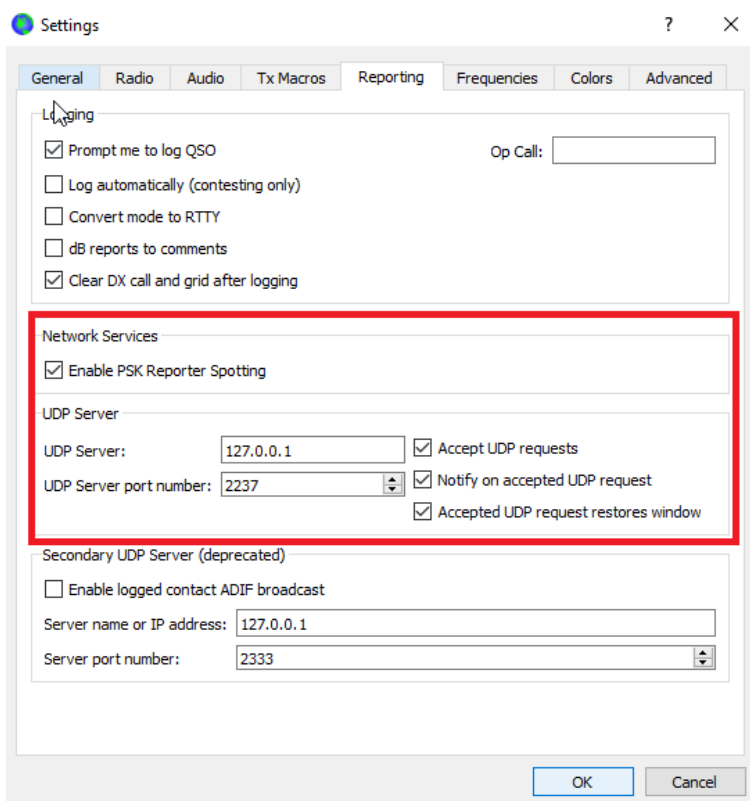 Settings
?
General Radio Audio Tx Macros Reporting Frequencies Colors Advanced
Logging
Prompt me to log QSO
Op Call:
Log automatically (contesting only)
Convert mode to RTTY
dB reports to comments
Clear DX call and grid after logging
Network Services
Enable PSK Reporter Spotting
UDP Server
UDP Server: 127.0.0.1 Accept UDP requests
UDP Server port number: 2237 Notify on accepted UDP request
Accepted UDP request restores window
Secondary UDP Server (deprecated)
Enable logged contact ADIF broadcast
Server name or IP address: 127.0.0.1
Server port number: 2333
OK Cancel